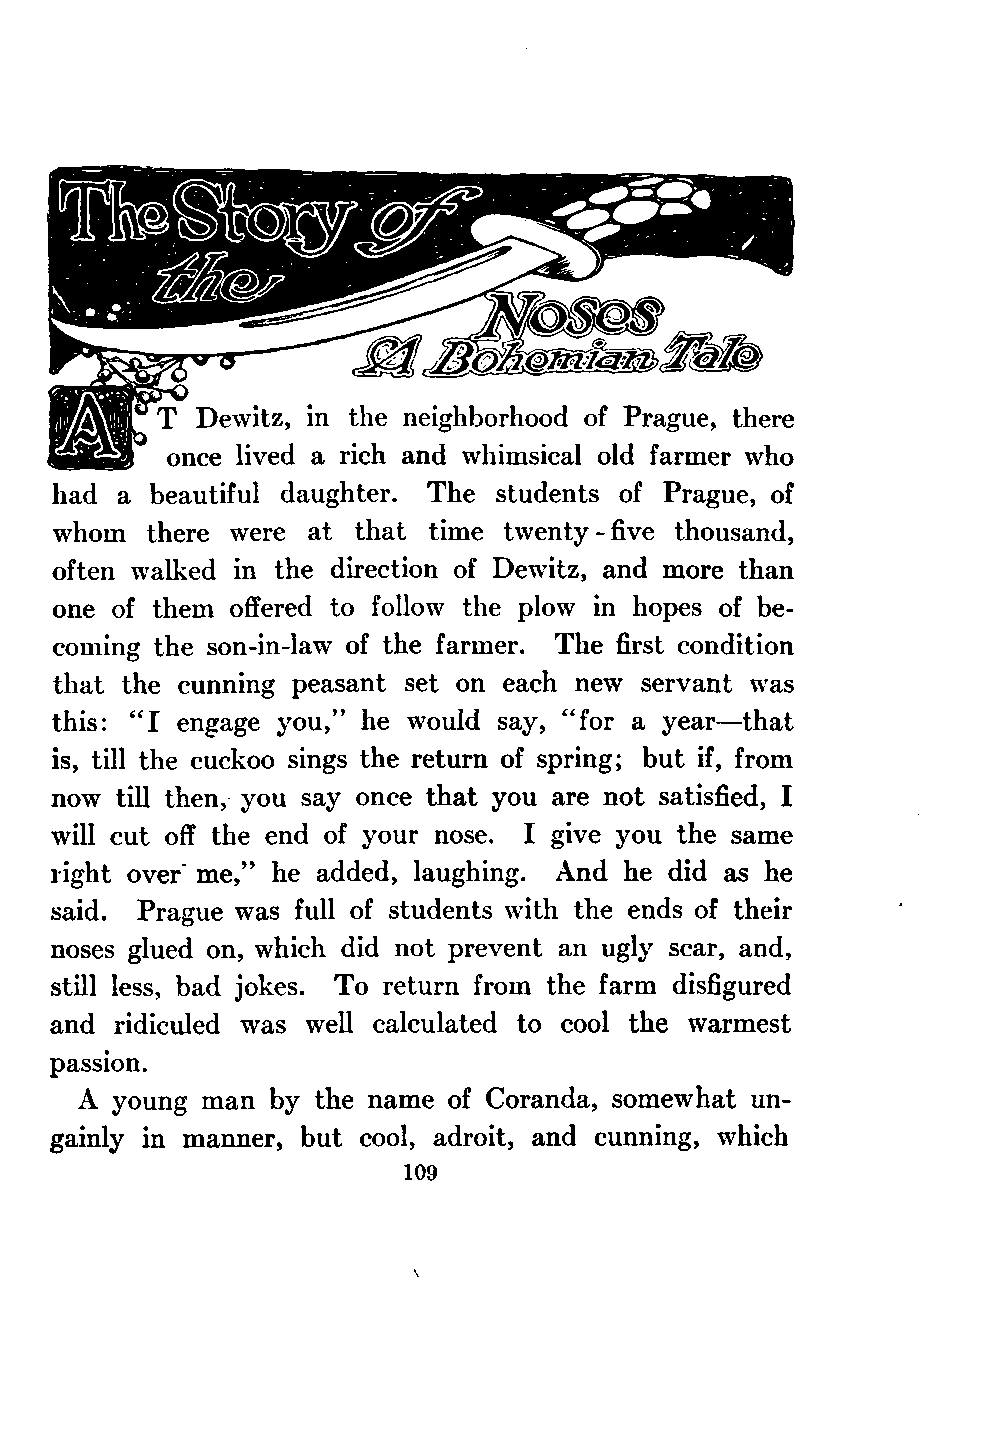 The Story of
the
Noses
A Bohemian Tale
AT Dewitz, in the neighborhood of Prague, there
once lived a rich and whimsical old farmer who
had a beautiful daughter. The students of Prague, of
whom there were at that time twenty-five thousand,
often walked in the direction of Dewitz, and more than
one of them offered to follow the plow in hopes of be-
coming the son-in-law of the farmer. The first condition
that the cunning peasant set on each new servant was
this: “I engage you,” he would say, “for a year—that
is, till the cuckoo sings the return of spring; but if, from
now till then, you say once that you are not satisfied, I
will cut off the end of your nose. I give you the same
right over me,” he added, laughing. And he did as he
said. Prague was full of students with the ends of their
noses glued on, which did not prevent an ugly scar, and,
still less, bad jokes. To return from the farm disfigured
and ridiculed was well calculated to cool the warmest
passion.
A young man by the name of Coranda, somewhat un-
gainly in manner, but cool, adroit, and cunning, which
109